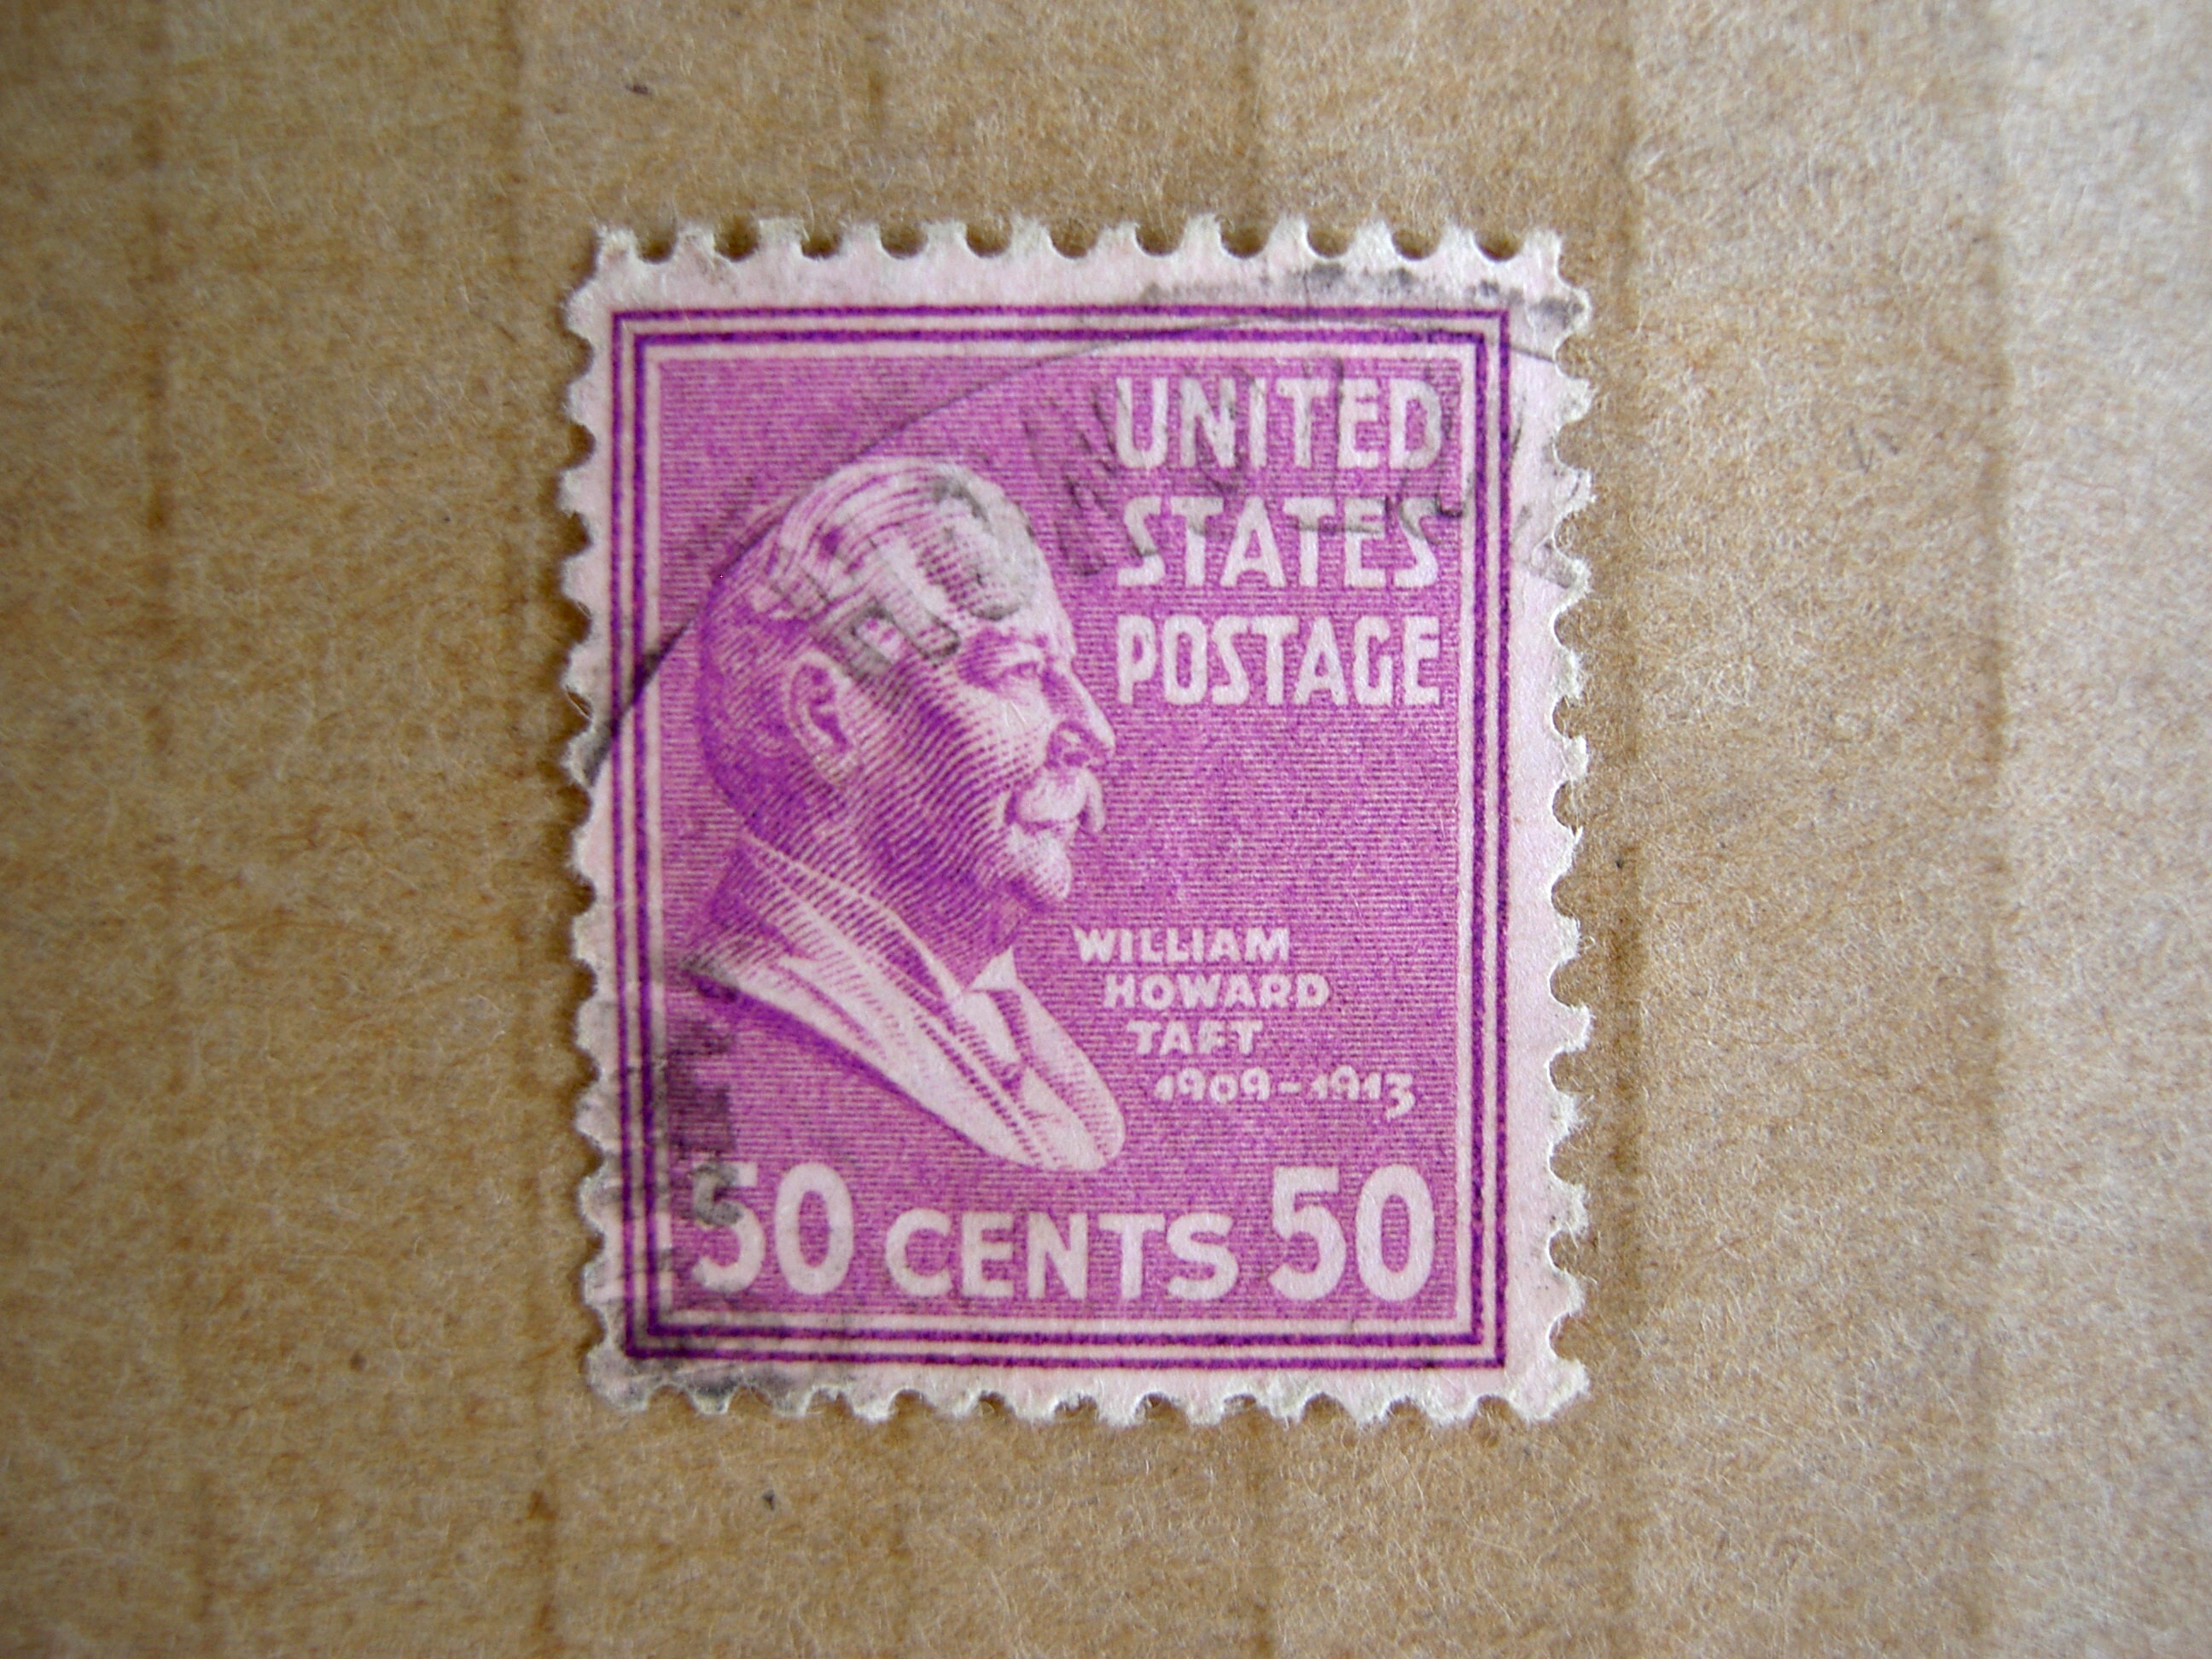 UNITED
STATES
POSTAGE
WILLIAM
HOWARD
TAFT
1909-1913
50 CENTS 50